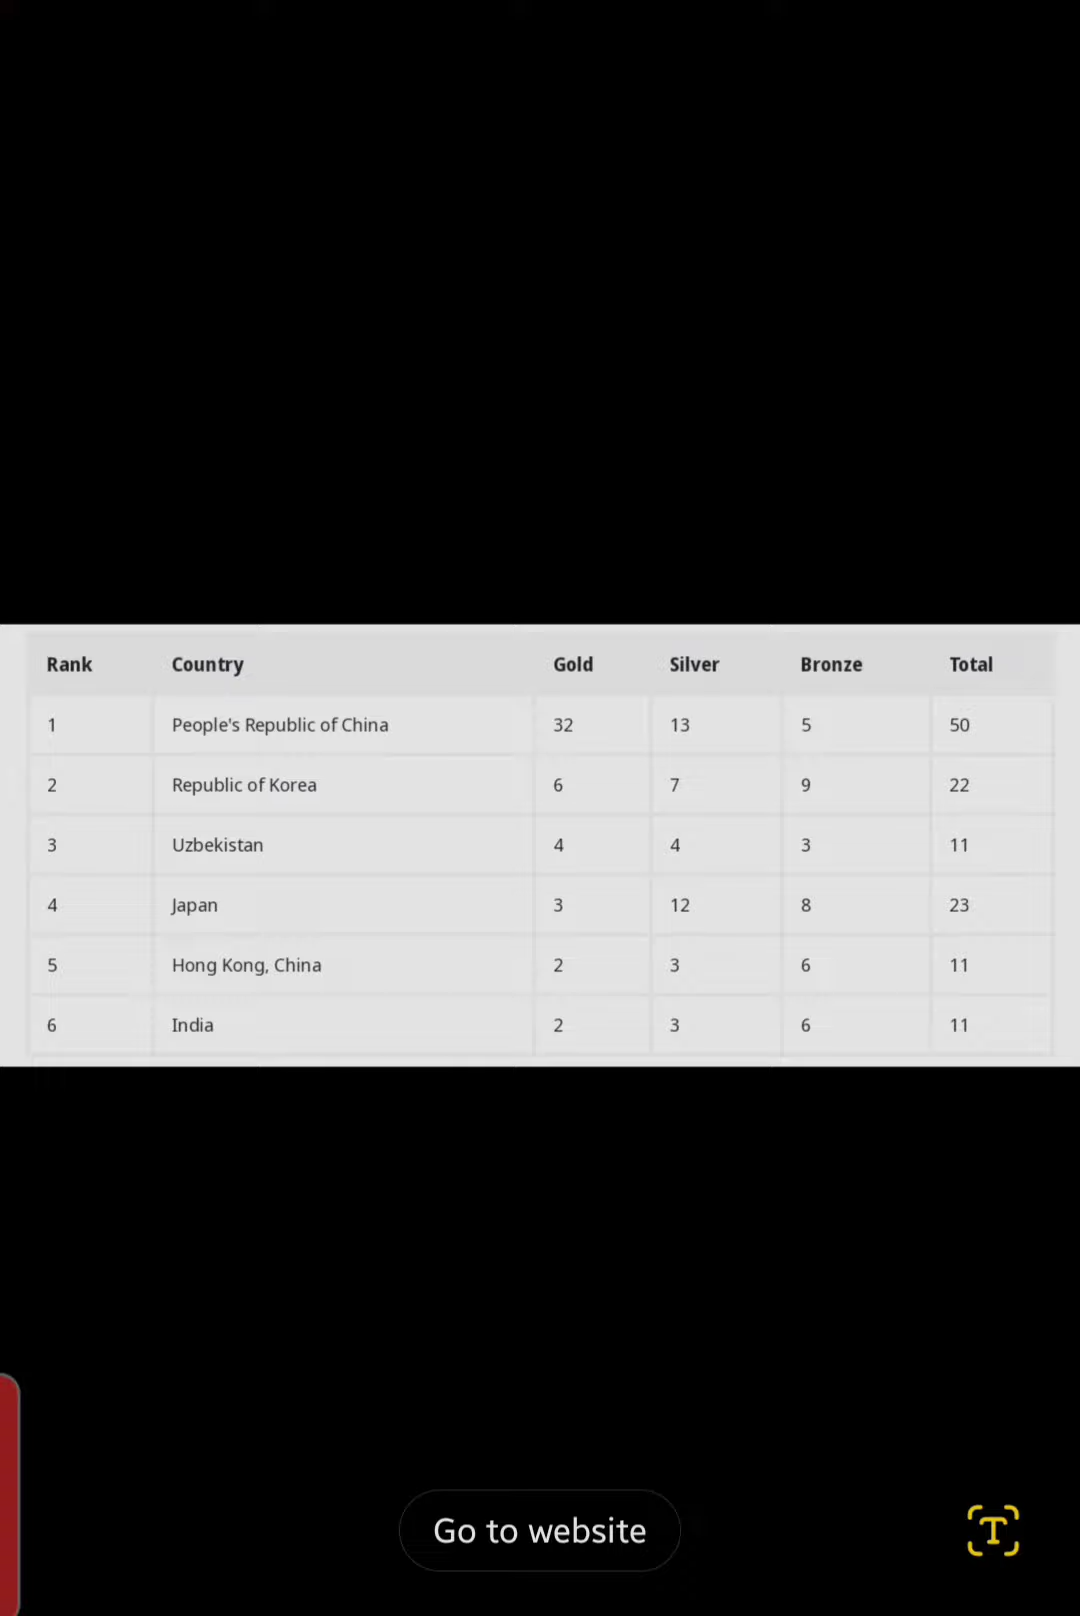 Rank Country Gold Silver Bronze Total
1 People's Republic of China 32 13 5 50
2 Republic of Korea 6 7 9 22
3 Uzbekistan 4 4 3 11
4 Japan 3 12 8 23
5 Hong Kong, China 2 3 6 11
6 India 2 3 6 11
Go to website
T